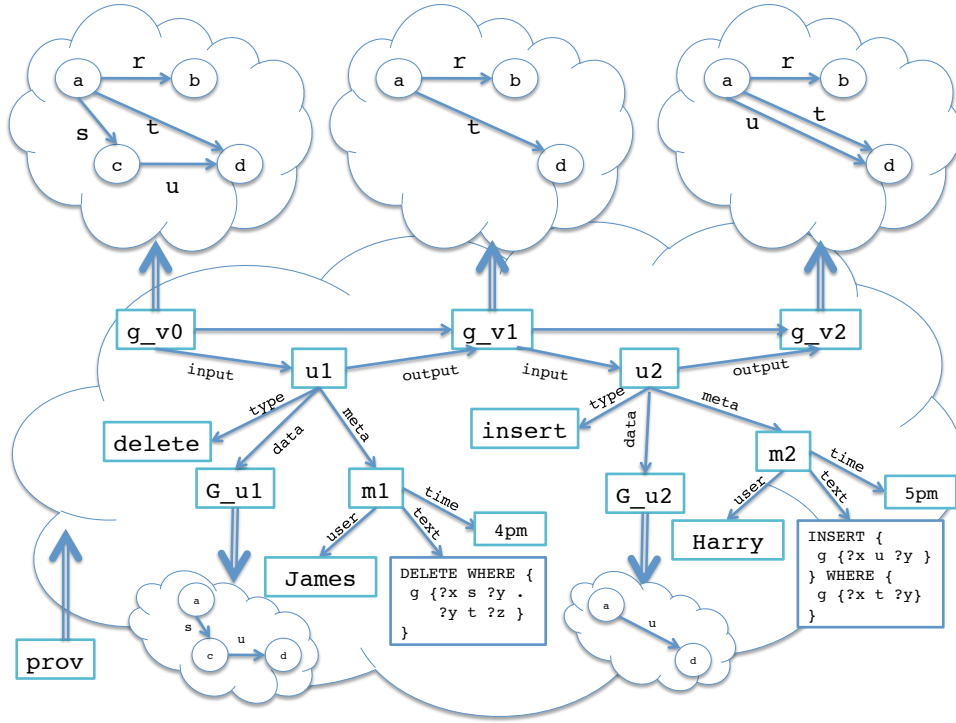 a r b
s t
c u d
a r b
t
d
a r b
u t
d
g_v0 g_v1 g_v2
input u1 output input u2 output
type data meta
type data meta
delete
insert
G_u1 m1
G_u2 m2
user text time
user text time
4pm
5pm
James
Harry
DELETE WHERE {
g {?x s ?y .
?y t ?z }
}
INSERT {
g {?x u ?y }
} WHERE {
g {?x t ?y}
}
a
s
c u d
a
u
d
prov